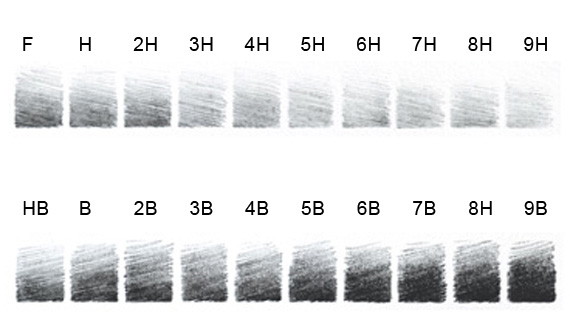 F H 2H 3H 4H 5H 6H 7H 8H 9H
HB B 2B 3B 4B 5B 6B 7B 8H 9B